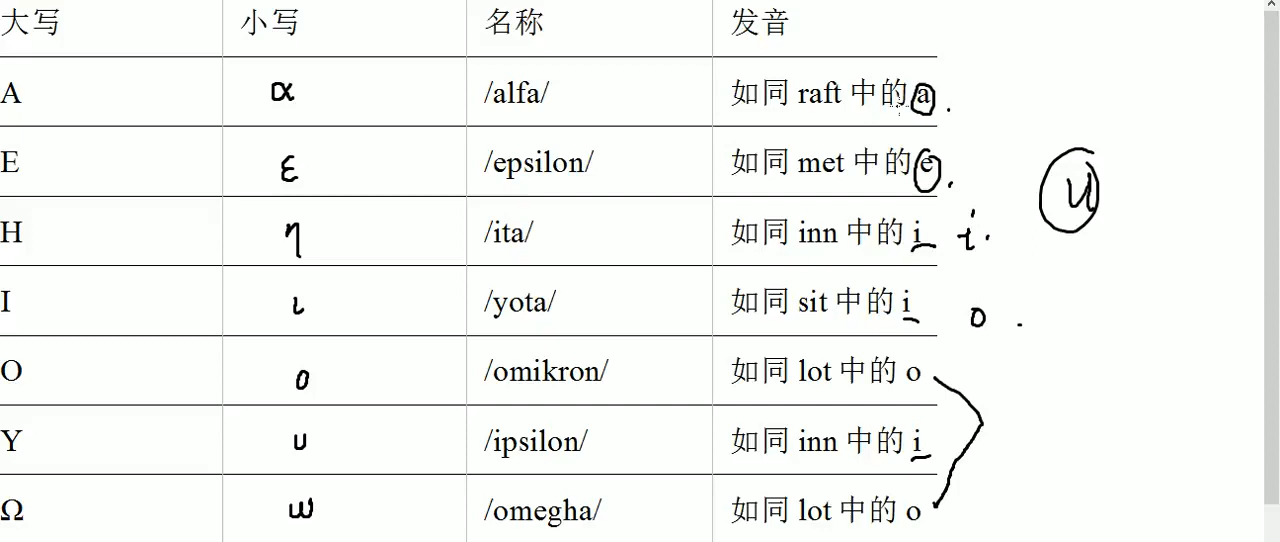 大写 小写 名称 发音
Α α /alfa/ 如同 raft 中的 a .
Ε ε /epsilon/ 如同 met 中的 e .
u
Η η /ita/ 如同 inn 中的 i i .
Ι ι /yota/ 如同 sit 中的 i
o .
Ο ο /omikron/ 如同 lot 中的 o
Υ υ /ipsilon/ 如同 inn 中的 i
Ω ω /omegha/ 如同 lot 中的 o